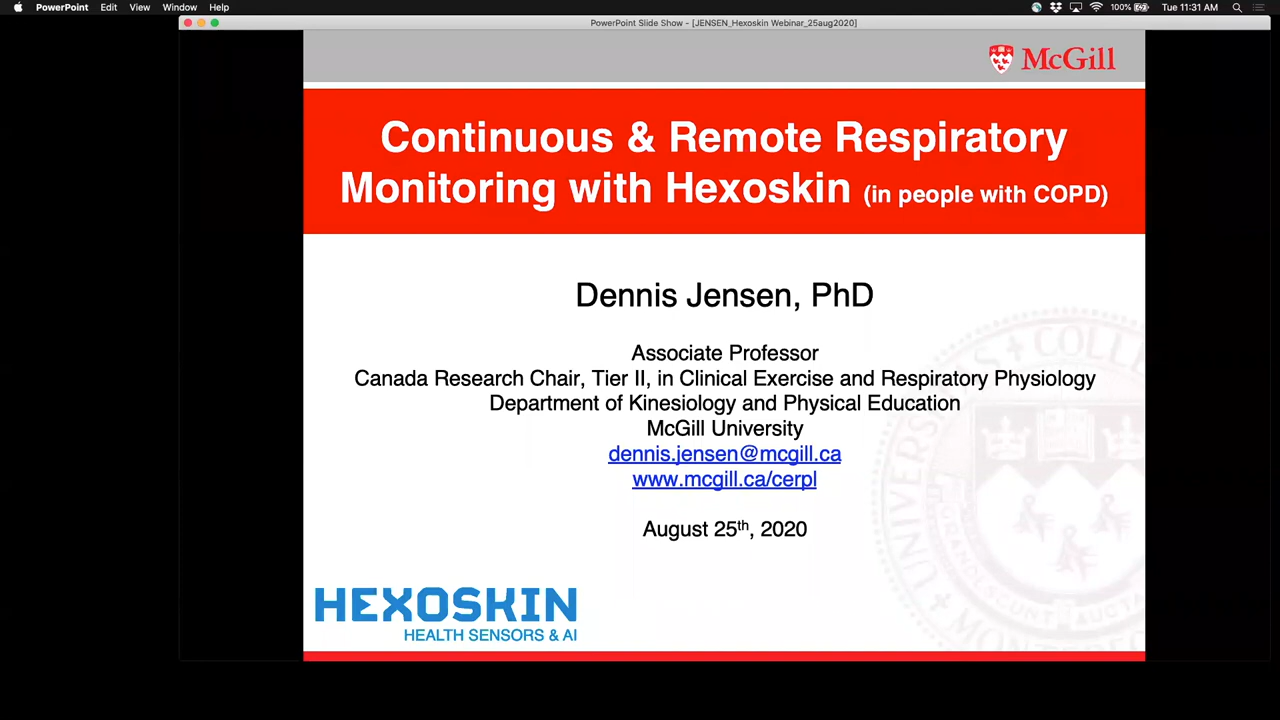 PowerPoint Edit View Window Help 100% Tue 11:31 AM
PowerPoint Slide Show - [JENSEN_Hexoskin Webinar_25aug2020]
McGill
Continuous & Remote Respiratory
Monitoring with Hexoskin (in people with COPD)
Dennis Jensen, PhD
Associate Professor
Canada Research Chair, Tier II, in Clinical Exercise and Respiratory Physiology
Department of Kinesiology and Physical Education
McGill University
dennis.jensen@mcgill.ca
www.mcgill.ca/cerpl
August 25th, 2020
HEXOSKIN
HEALTH SENSORS & AI